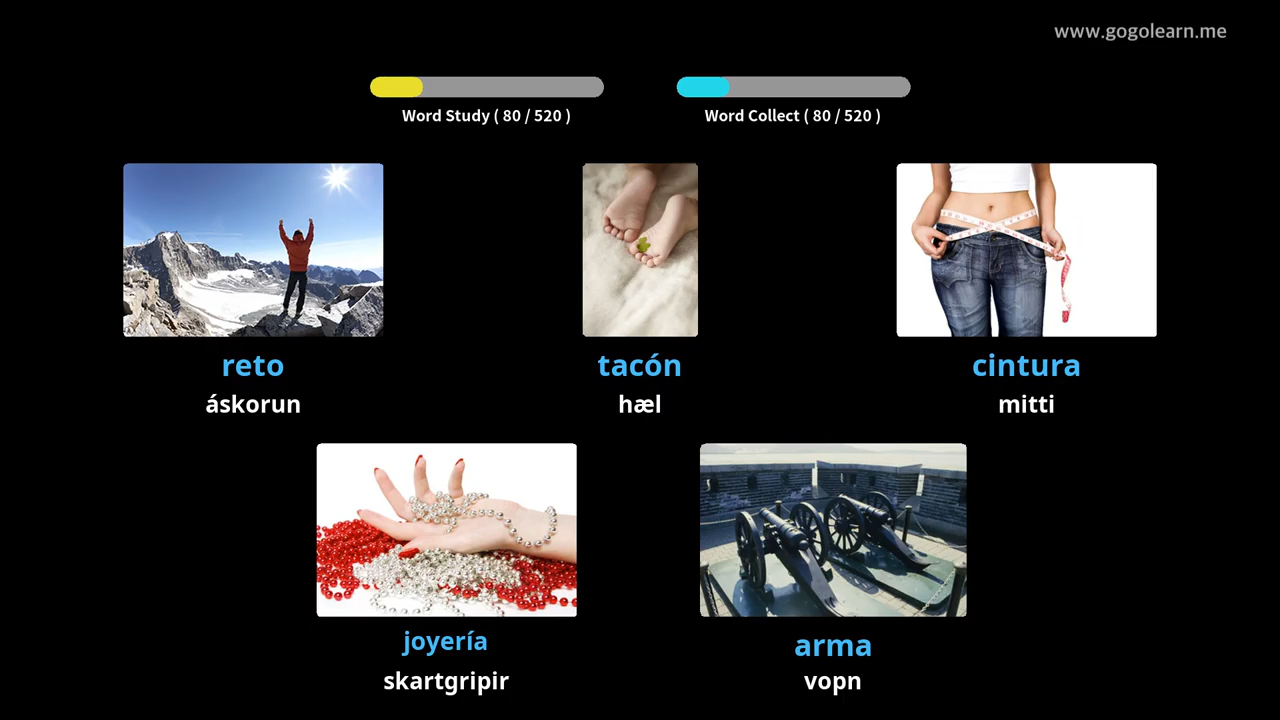 www.gogolearn.me
Word Study ( 80 / 520 )
Word Collect ( 80 / 520 )
reto
áskorun
tacón
hæl
cintura
mitti
joyería
skartgripir
arma
vopn